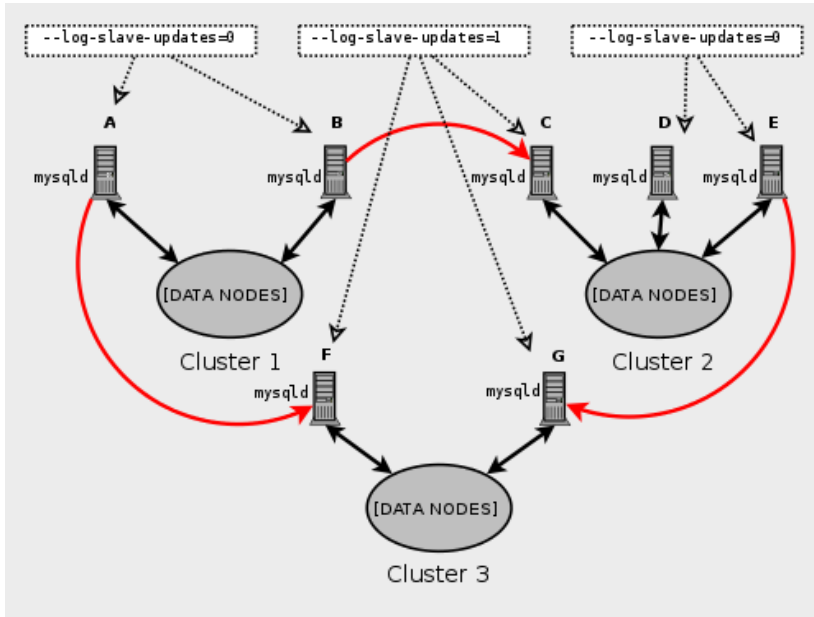 --log-slave-updates=0
--log-slave-updates=1
--log-slave-updates=0
A
B
C
D
E
mysqld
mysqld
mysqld
mysqld
mysqld
[DATA NODES]
[DATA NODES]
Cluster 1
Cluster 2
F
G
mysqld
mysqld
[DATA NODES]
Cluster 3